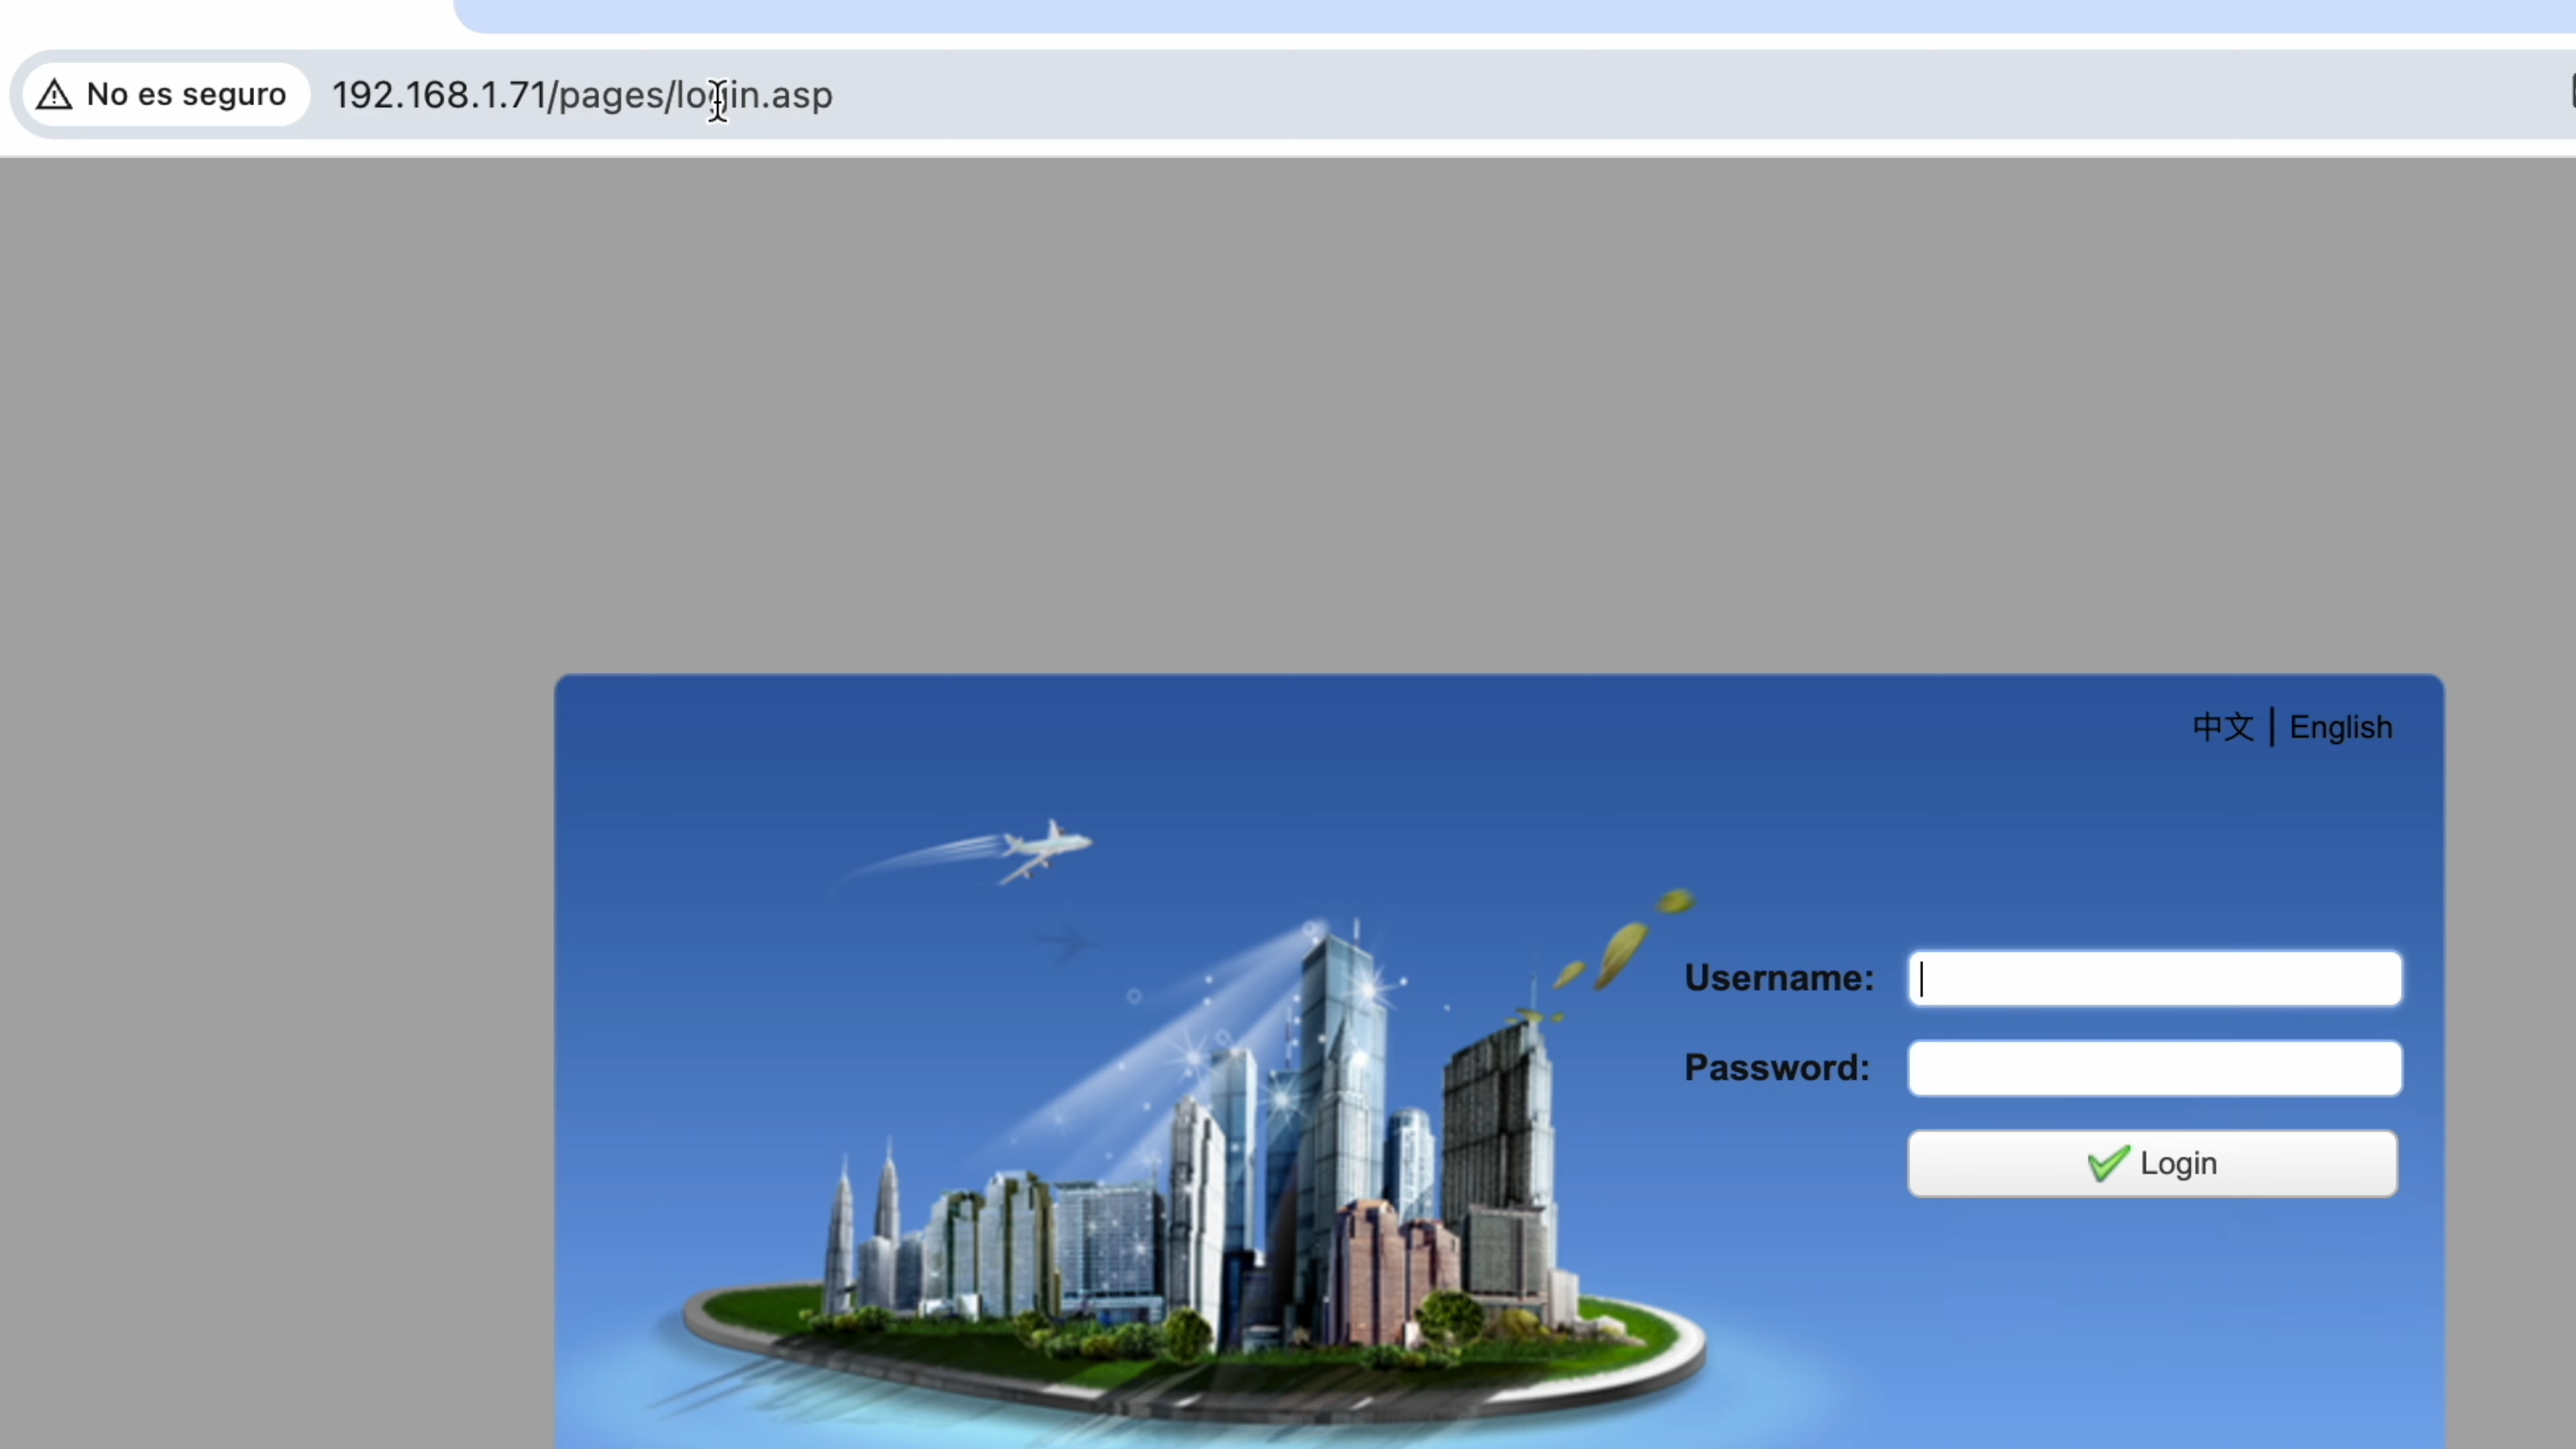 No es seguro 192.168.1.71/pages/login.asp
中文 | English
Username:
Password:
Login